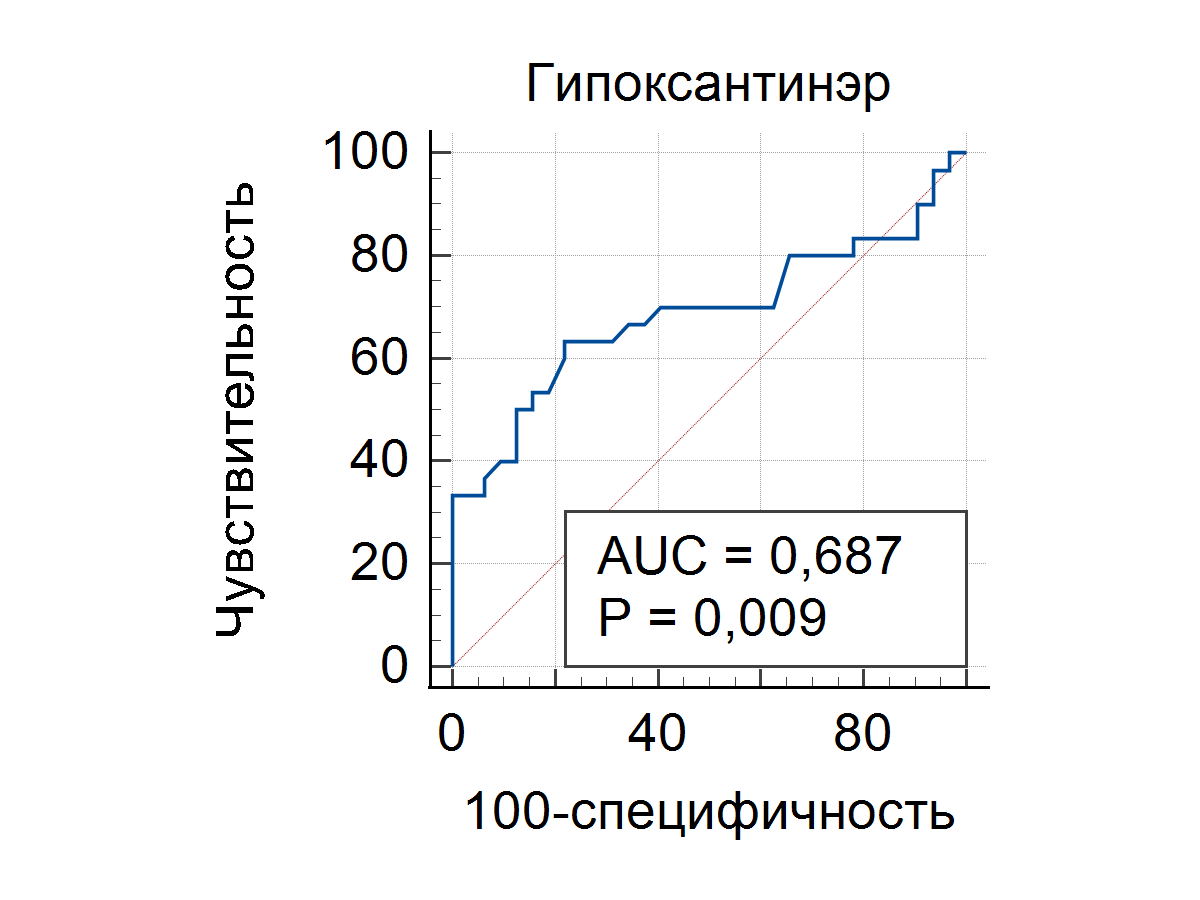 Гипоксантинэр
Чувствительность
100
80
60
40
20
0
AUC = 0,687
P = 0,009
0 40 80
100-специфичность